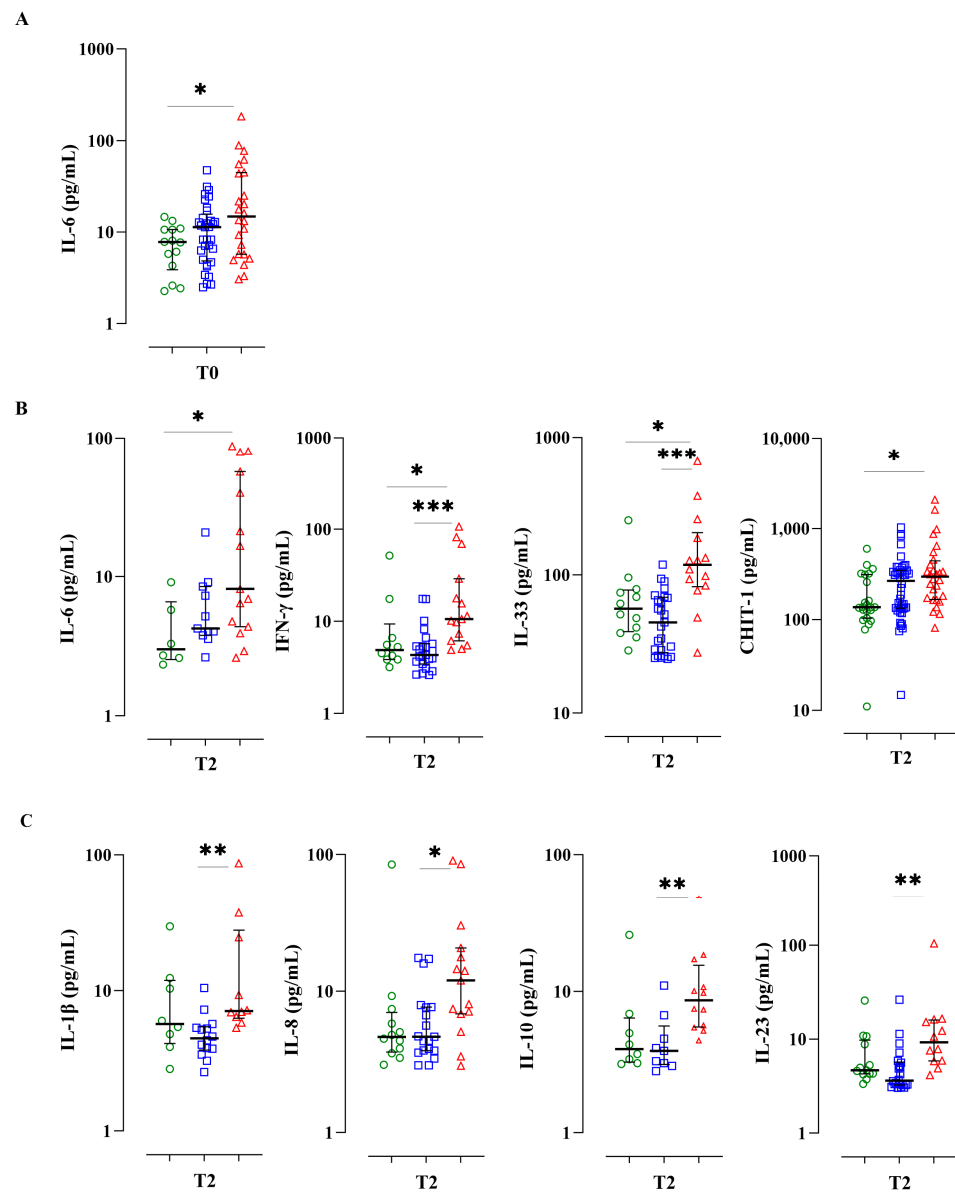 A
IL-6 (pg/mL)
1000
100
10
1
*
T0
B
IL-6 (pg/mL)
100
10
1
*
T2
IFN-γ (pg/mL)
1000
100
10
1
*
***
T2
IL-33 (pg/mL)
1000
100
10
*
***
T2
CHIT-1 (pg/mL)
10,000
1,000
100
10
*
T2
C
IL-1β (pg/mL)
100
10
1
**
T2
IL-8 (pg/mL)
100
10
1
*
T2
IL-10 (pg/mL)
100
10
1
**
T2
IL-23 (pg/mL)
1000
100
10
1
**
T2